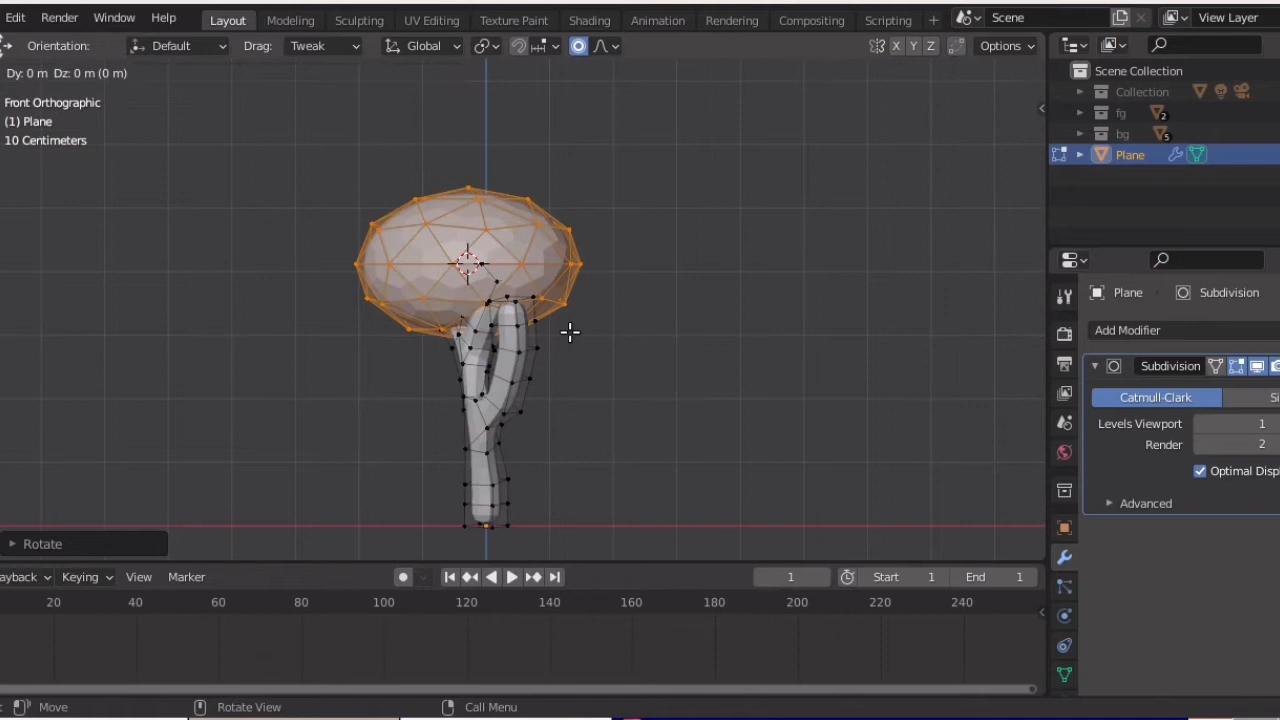 Edit Render Window Help Layout Modeling Sculpting UV Editing Texture Paint Shading Animation Rendering Compositing Scripting + Scene View Layer
Orientation: Default Drag: Tweak Global X Y Z Options
Dy: 0 m Dz: 0 m (0 m)
Front Orthographic
(1) Plane
10 Centimeters
Scene Collection
Collection
fg 2
bg 5
Plane
Plane Subdivision
Add Modifier
Subdivision
Catmull-Clark Si
Levels Viewport 1
Render 2
Optimal Disp
Advanced
Rotate
ayback Keying View Marker 1 Start 1 End 1
20 40 60 80 100 120 140 160 180 200 220 240
Move Rotate View Call Menu